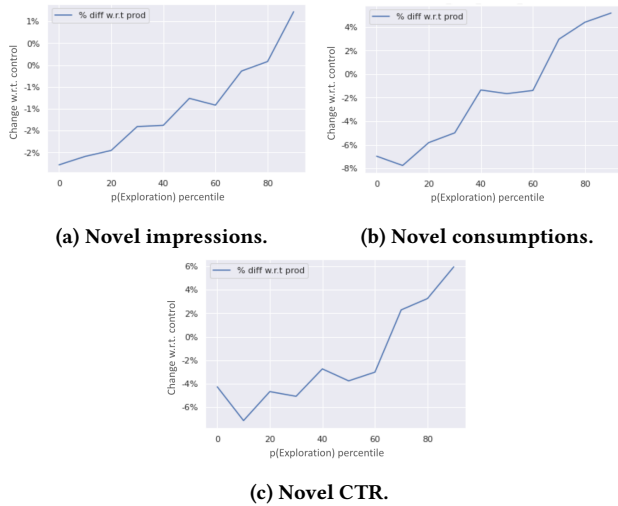 % diff w.r.t prod
Change w.r.t. control
1%
0%
0%
-1%
-1%
-2%
-2%
0 20 40 60 80
p(Exploration) percentile
(a) Novel impressions.
% diff w.r.t prod
Change w.r.t. control
4%
2%
0%
-2%
-4%
-6%
-8%
0 20 40 60 80
p(Exploration) percentile
(b) Novel consumptions.
% diff w.r.t prod
Change w.r.t. control
6%
4%
2%
0%
-2%
-4%
-6%
0 20 40 60 80
p(Exploration) percentile
(c) Novel CTR.